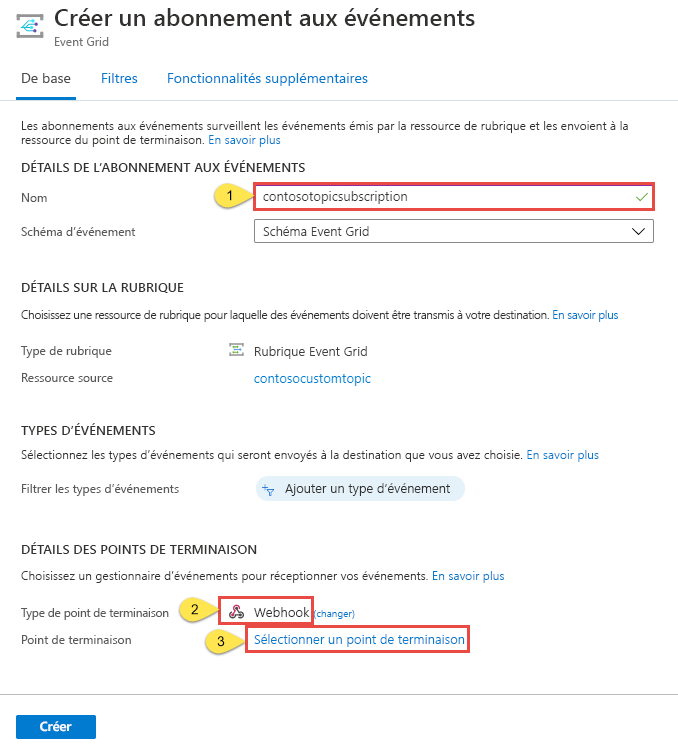 Créer un abonnement aux événements
Event Grid
De base Filtres Fonctionnalités supplémentaires
Les abonnements aux événements surveillent les événements émis par la ressource de rubrique et les envoient à la
ressource du point de terminaison. En savoir plus
DÉTAILS DE L’ABONNEMENT AUX ÉVÉNEMENTS
Nom 1 contosotopicsubscription
Schéma d’événement Schéma Event Grid
DÉTAILS SUR LA RUBRIQUE
Choisissez une ressource de rubrique pour laquelle des événements doivent être transmis à votre destination. En savoir plus
Type de rubrique Rubrique Event Grid
Ressource source contosocustomtopic
TYPES D’ÉVÉNEMENTS
Sélectionnez les types d’événements qui seront envoyés à la destination que vous avez choisie. En savoir plus
Filtrer les types d’événements Ajouter un type d’événement
DÉTAILS DES POINTS DE TERMINAISON
Choisissez un gestionnaire d’événements pour réceptionner vos événements. En savoir plus
Type de point de terminaison 2 Webhook (changer)
Point de terminaison 3 Sélectionner un point de terminaison
Créer